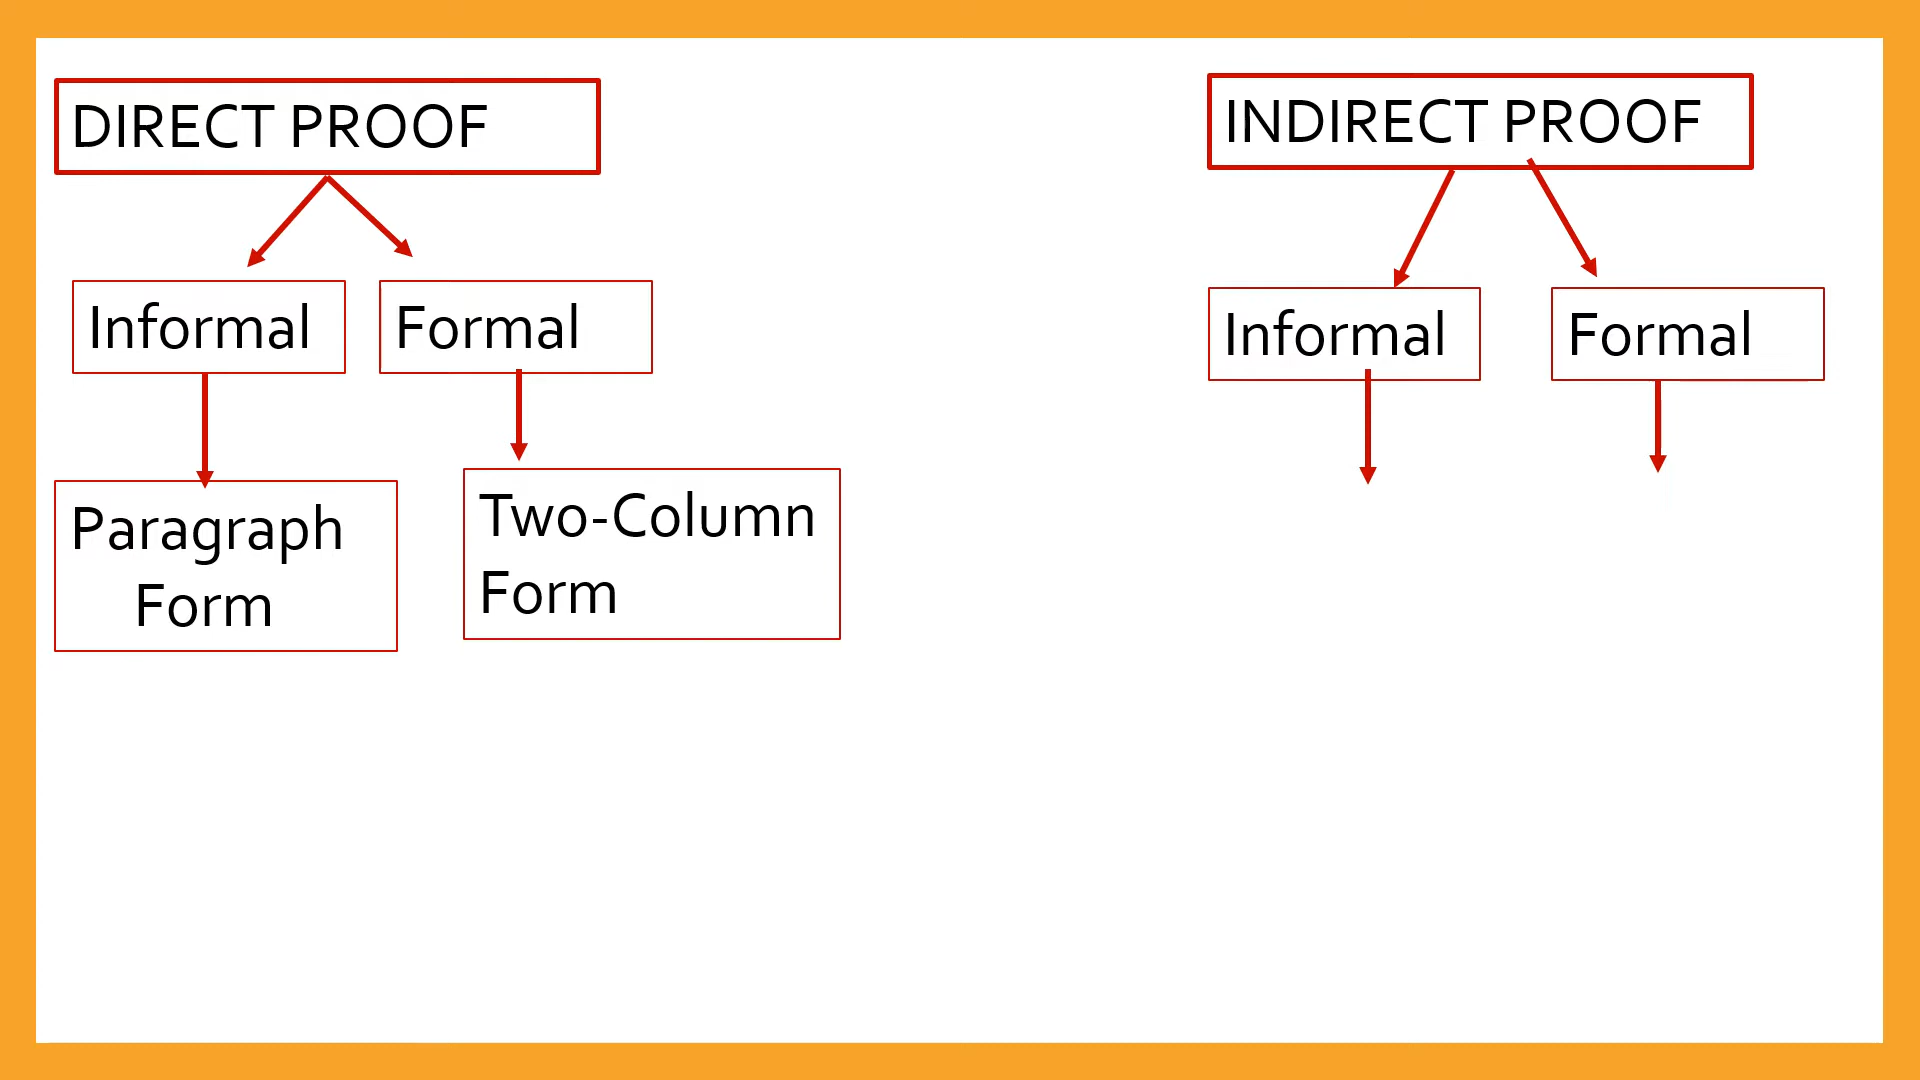 DIRECT PROOF
Informal
Formal
Paragraph
Form
Two-Column
Form
INDIRECT PROOF
Informal
Formal